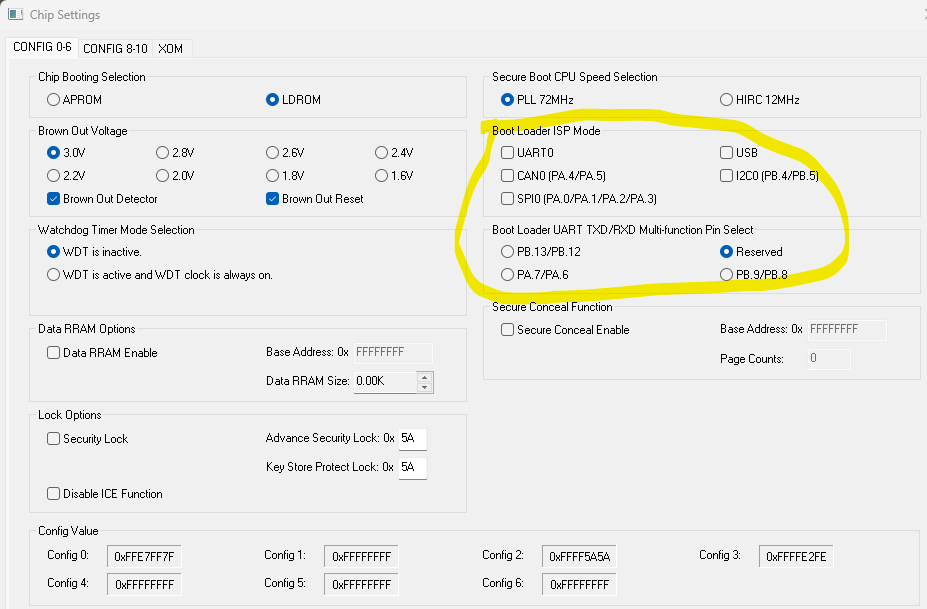 Chip Settings
CONFIG 0-6 CONFIG 8-10 XOM
Chip Booting Selection
APROM LDROM
Brown Out Voltage
3.0V 2.8V 2.6V 2.4V
2.2V 2.0V 1.8V 1.6V
Brown Out Detector Brown Out Reset
Watchdog Timer Mode Selection
WDT is inactive.
WDT is active and WDT clock is always on.
Data RRAM Options
Data RRAM Enable Base Address: 0x FFFFFFFF
Data RRAM Size: 0.00K
Lock Options
Security Lock Advance Security Lock: 0x 5A
Key Store Protect Lock: 0x 5A
Disable ICE Function
Secure Boot CPU Speed Selection
PLL 72MHz HIRC 12MHz
Boot Loader ISP Mode
UART0 USB
CAN0 (PA.4/PA.5) I2C0 (PB.4/PB.5)
SPI0 (PA.0/PA.1/PA.2/PA.3)
Boot Loader UART TXD/RXD Multi-function Pin Select
PB.13/PB.12 Reserved
PA.7/PA.6 PB.9/PB.8
Secure Conceal Function
Secure Conceal Enable Base Address: 0x FFFFFFFF
Page Counts: 0
Config Value
Config 0: 0xFFE7FF7F Config 1: 0xFFFFFFFF Config 2: 0xFFFF5A5A Config 3: 0xFFFFE2FE
Config 4: 0xFFFFFFFF Config 5: 0xFFFFFFFF Config 6: 0xFFFFFFFF